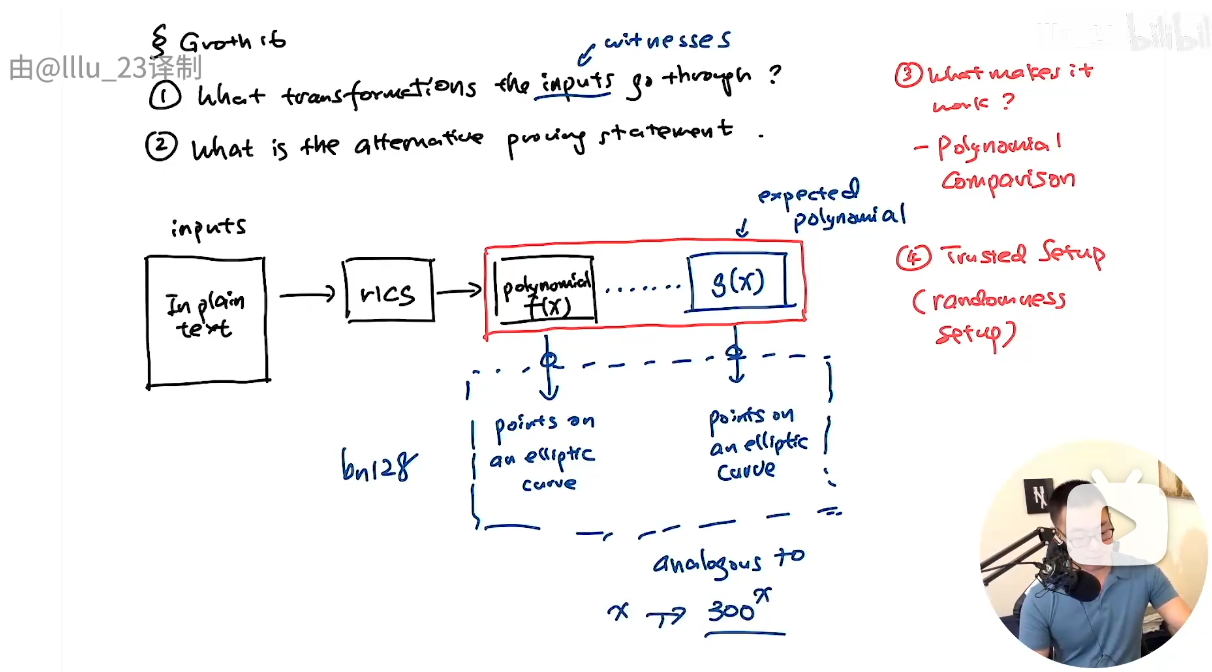 § Groth16
witnesses
由@lllu_23译制
① What transformations the inputs go through ?
② What is the alternative proving statement .
③ What makes it
work ?
- Polynomial
Comparison
④ Trusted Setup
(randomness
setup)
expected
polynomial
inputs
In plain
text
r1cs
polynomial
f(x)
.......
g(x)
points on
an elliptic
curve
points on
an elliptic
curve
bn128
analogous to
x → 300^x
bilibili